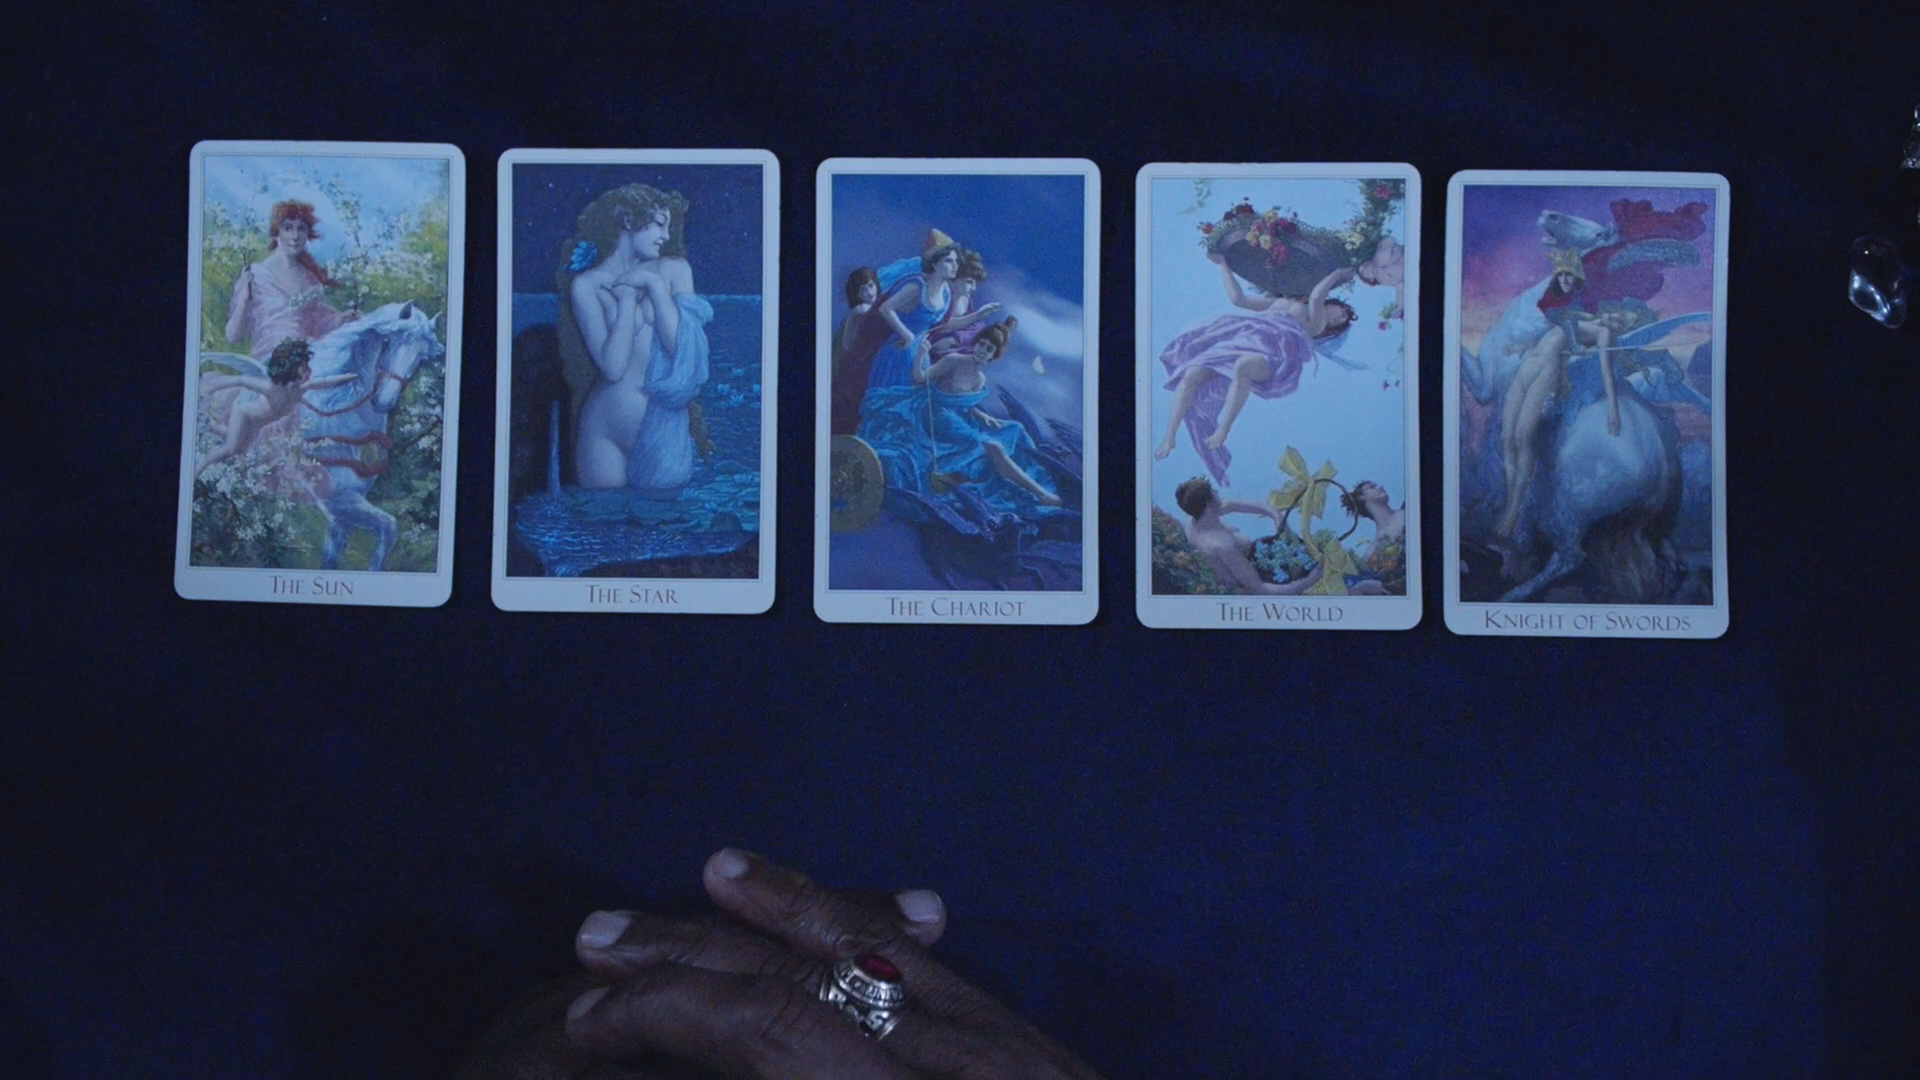 The Sun
The Star
The Chariot
The World
Knight of Swords